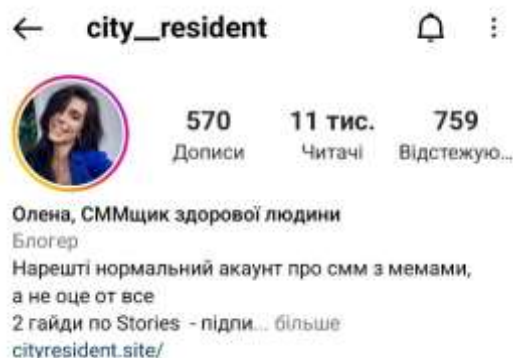 city__resident
570 11 тис. 759
Дописи Читачі Відстежую...
Олена, СММщик здорової людини
Блогер
Нарешті нормальний акаунт про смм з мемами,
а не оце от все
2 гайди по Stories - підпи... більше
cityresident.site/